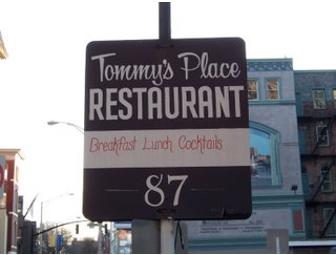 Tommy's Place
RESTAURANT
Breakfast Lunch Cocktails
87